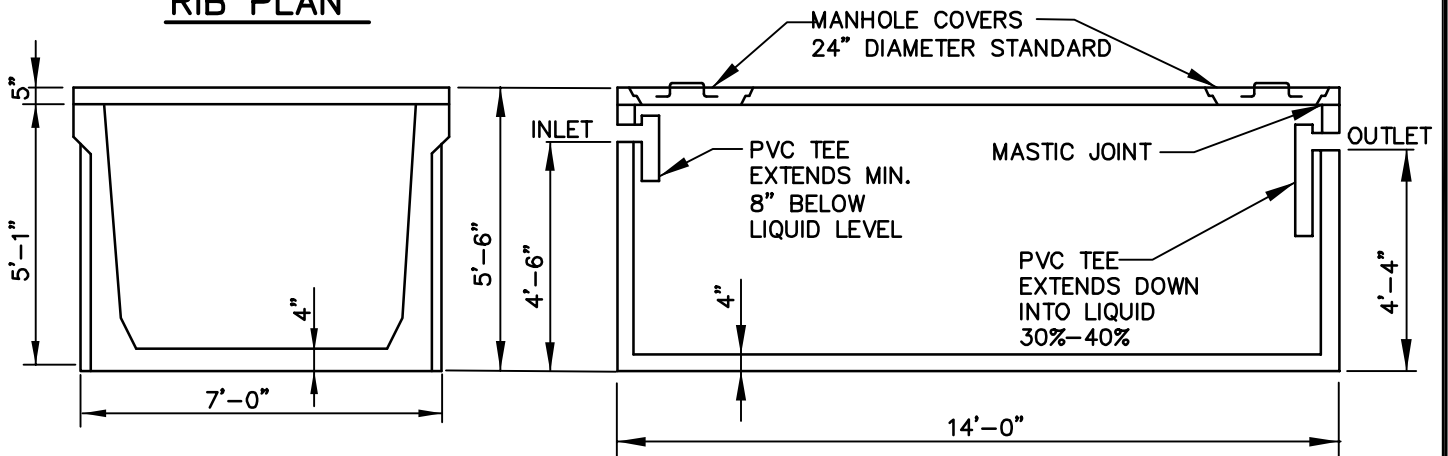 RIB PLAN
MANHOLE COVERS
24" DIAMETER STANDARD
5"
INLET
OUTLET
PVC TEE
EXTENDS MIN.
8" BELOW
LIQUID LEVEL
MASTIC JOINT
5'-1"
5'-6"
4'-6"
4'-4"
PVC TEE
EXTENDS DOWN
INTO LIQUID
30%-40%
4"
4"
7'-0"
14'-0"